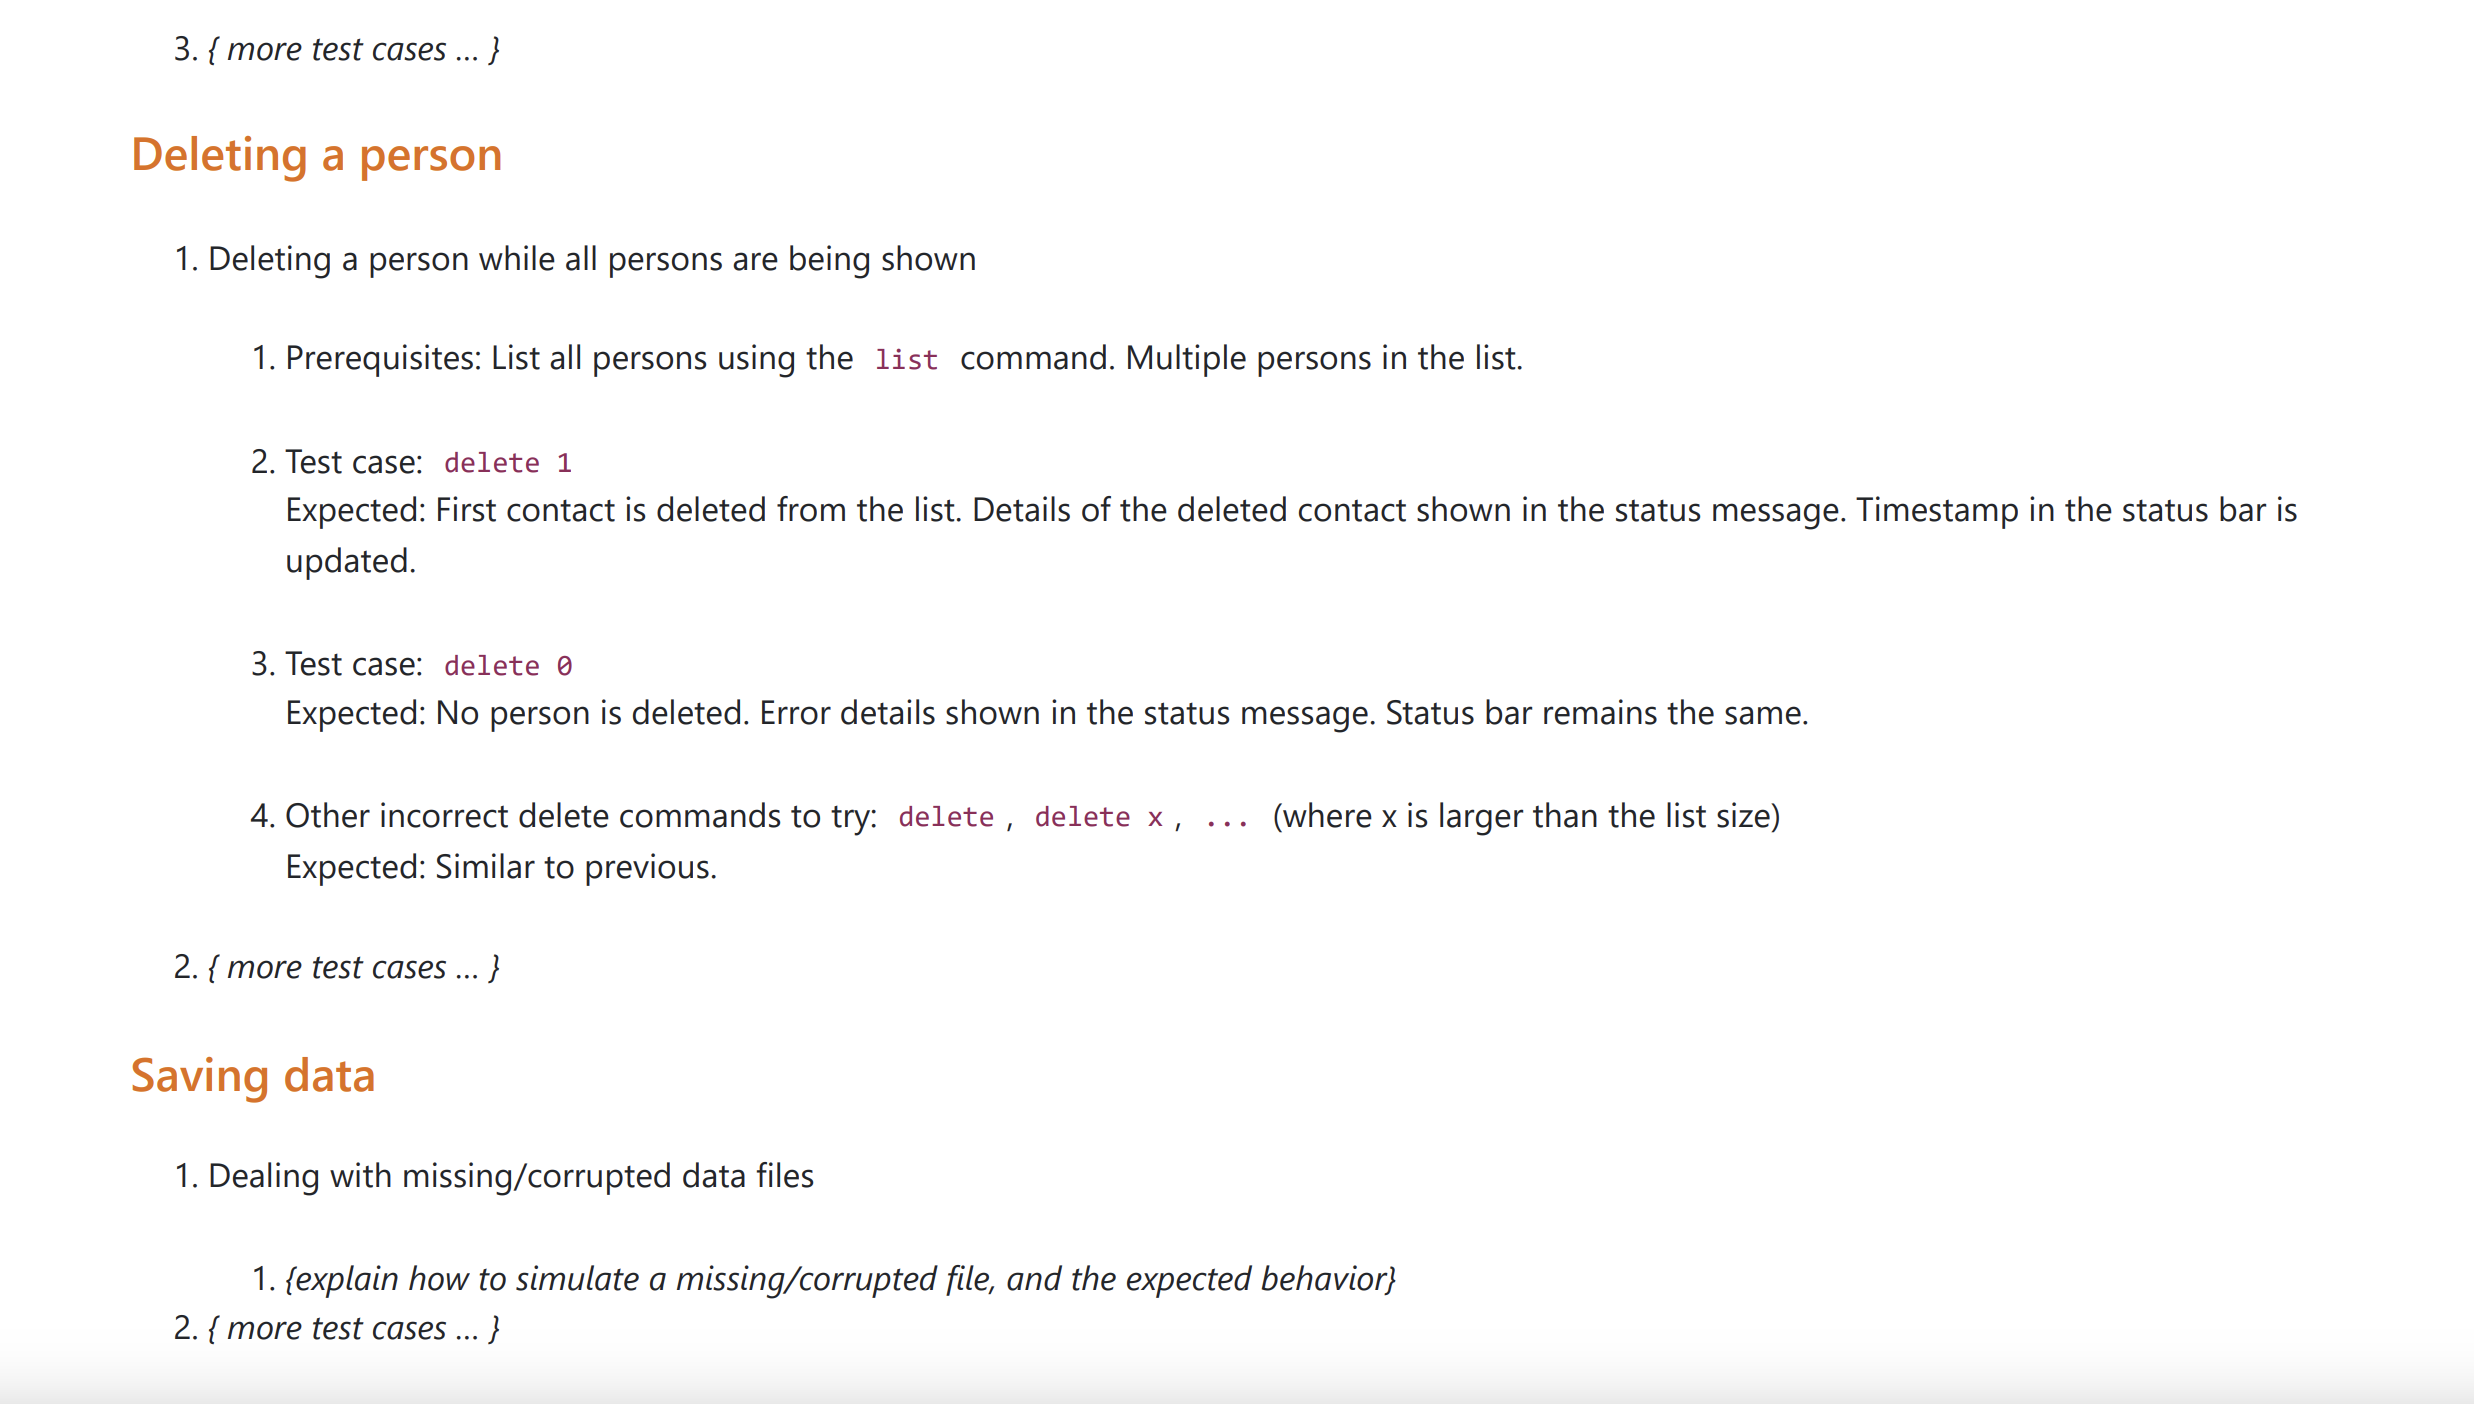 3. { more test cases … }
Deleting a person
1. Deleting a person while all persons are being shown
1. Prerequisites: List all persons using the list command. Multiple persons in the list.
2. Test case: delete 1
Expected: First contact is deleted from the list. Details of the deleted contact shown in the status message. Timestamp in the status bar is
updated.
3. Test case: delete 0
Expected: No person is deleted. Error details shown in the status message. Status bar remains the same.
4. Other incorrect delete commands to try: delete, delete x, ... (where x is larger than the list size)
Expected: Similar to previous.
2. { more test cases … }
Saving data
1. Dealing with missing/corrupted data files
1. {explain how to simulate a missing/corrupted file, and the expected behavior}
2. { more test cases … }